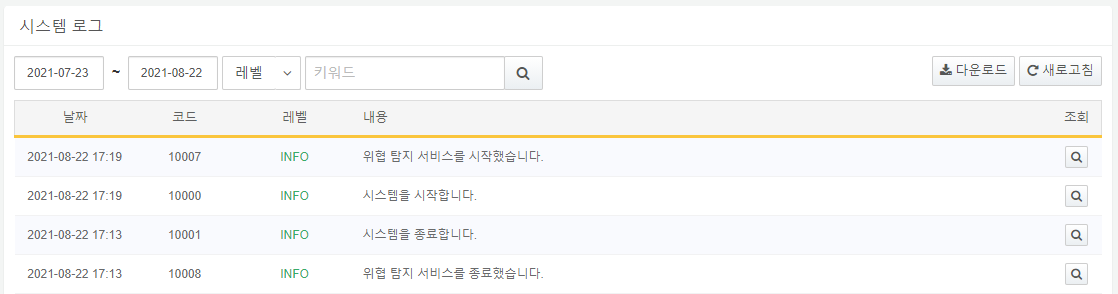 시스템 로그
2021-07-23 ~ 2021-08-22 레벨 키워드 다운로드 새로고침
날짜 코드 레벨 내용 조회
2021-08-22 17:19 10007 INFO 위협 탐지 서비스를 시작했습니다.
2021-08-22 17:19 10000 INFO 시스템을 시작합니다.
2021-08-22 17:13 10001 INFO 시스템을 종료합니다.
2021-08-22 17:13 10008 INFO 위협 탐지 서비스를 종료했습니다.